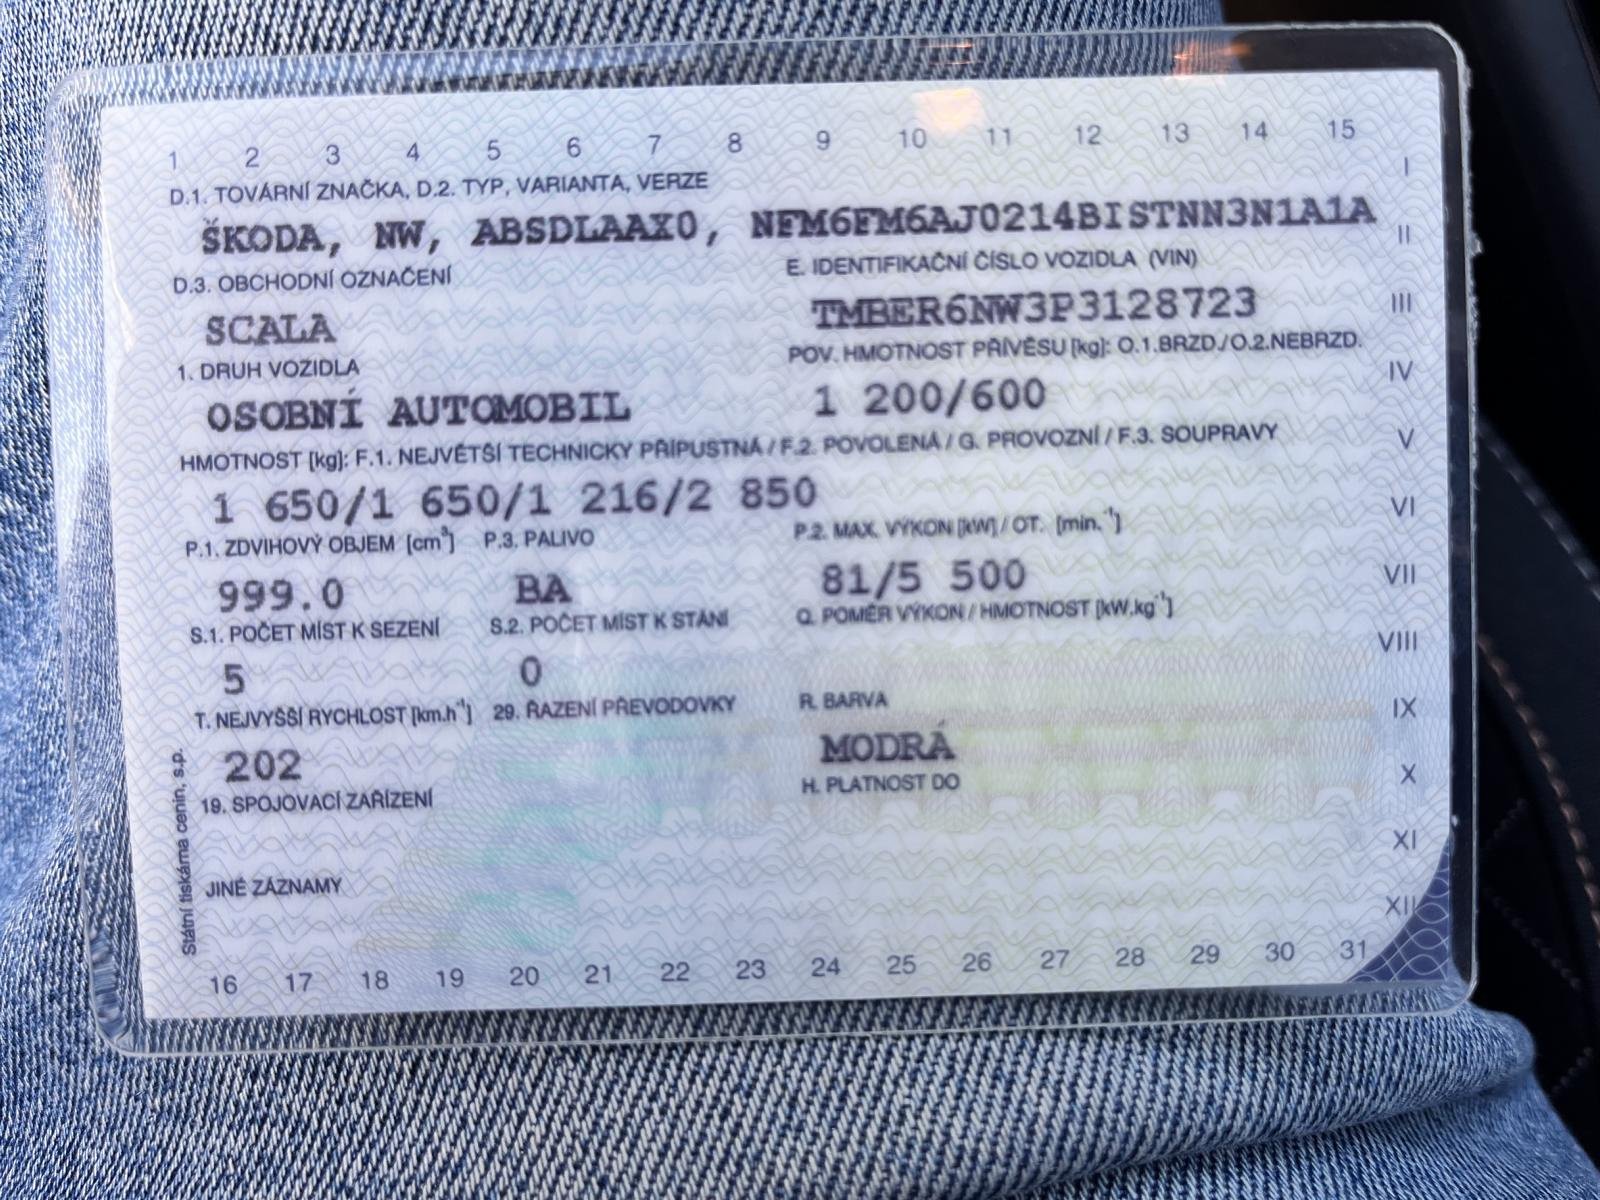 1 2 3 4 5 6 7 8 9 10 11 12 13 14 15
I
D.1. TOVÁRNÍ ZNAČKA, D.2. TYP, VARIANTA, VERZE
ŠKODA, NW, ABSDLAAX0, NFM6FM6AJ0214BISTNN3N1A1A
II
D.3. OBCHODNÍ OZNAČENÍ
E. IDENTIFIKAČNÍ ČÍSLO VOZIDLA (VIN)
SCALA
TMBER6NW3P3128723
III
1. DRUH VOZIDLA
POV. HMOTNOST PŘÍVĚSU [kg]: O.1.BRZD./O.2.NEBRZD.
OSOBNÍ AUTOMOBIL
1 200/600
IV
HMOTNOST [kg]: F.1. NEJVĚTŠÍ TECHNICKY PŘÍPUSTNÁ / F.2. POVOLENÁ / G. PROVOZNÍ / F.3. SOUPRAVY
V
1 650/1 650/1 216/2 850
VI
P.1. ZDVIHOVÝ OBJEM [cm³] P.3. PALIVO
P.2. MAX. VÝKON [kW] / OT. [min.⁻¹]
999.0 BA
81/5 500
VII
S.1. POČET MÍST K SEZENÍ S.2. POČET MÍST K STÁNÍ
Q. POMĚR VÝKON / HMOTNOST [kW.kg⁻¹]
5 0
VIII
T. NEJVYŠŠÍ RYCHLOST [km.h⁻¹] 29. ŘAZENÍ PŘEVODOVKY
R. BARVA
IX
202
MODRÁ
19. SPOJOVACÍ ZAŘÍZENÍ
H. PLATNOST DO
X
XI
JINÉ ZÁZNAMY
XII
Státní tiskárna cenin, s.p.
16 17 18 19 20 21 22 23 24 25 26 27 28 29 30 31